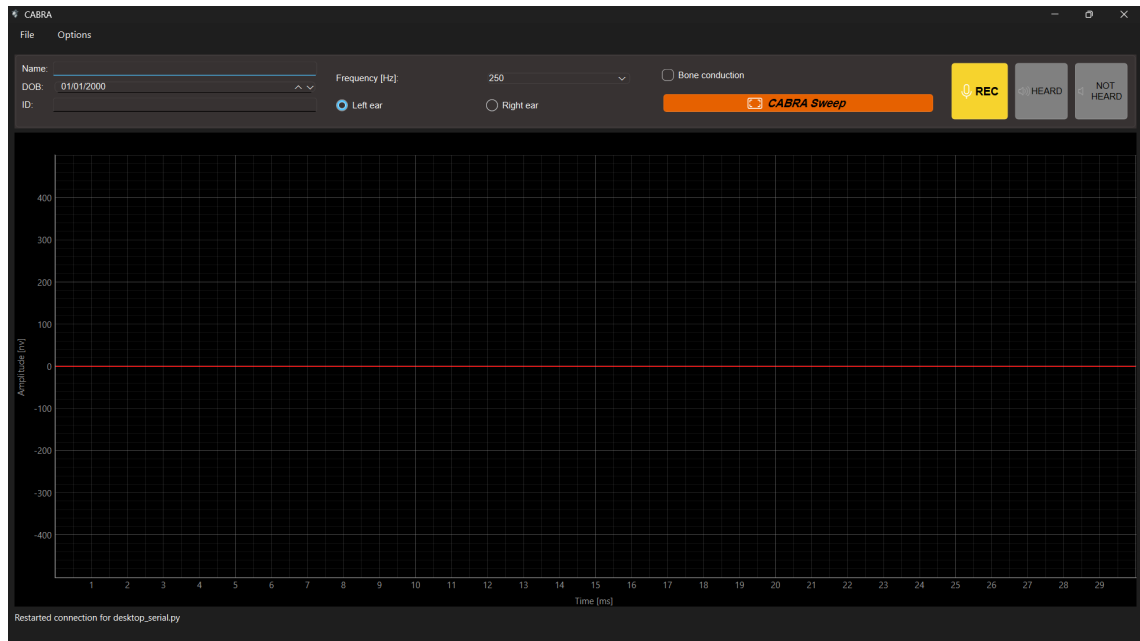 CABRA
File Options
Name:
DOB: 01/01/2000
ID:
Frequency [Hz]: 250
Left ear Right ear
Bone conduction
CABRA Sweep
REC
HEARD
NOT
HEARD
400
300
200
100
0
-100
-200
-300
-400
Amplitude [nv]
1 2 3 4 5 6 7 8 9 10 11 12 13 14 15 16 17 18 19 20 21 22 23 24 25 26 27 28 29
Time [ms]
Restarted connection for desktop_serial.py